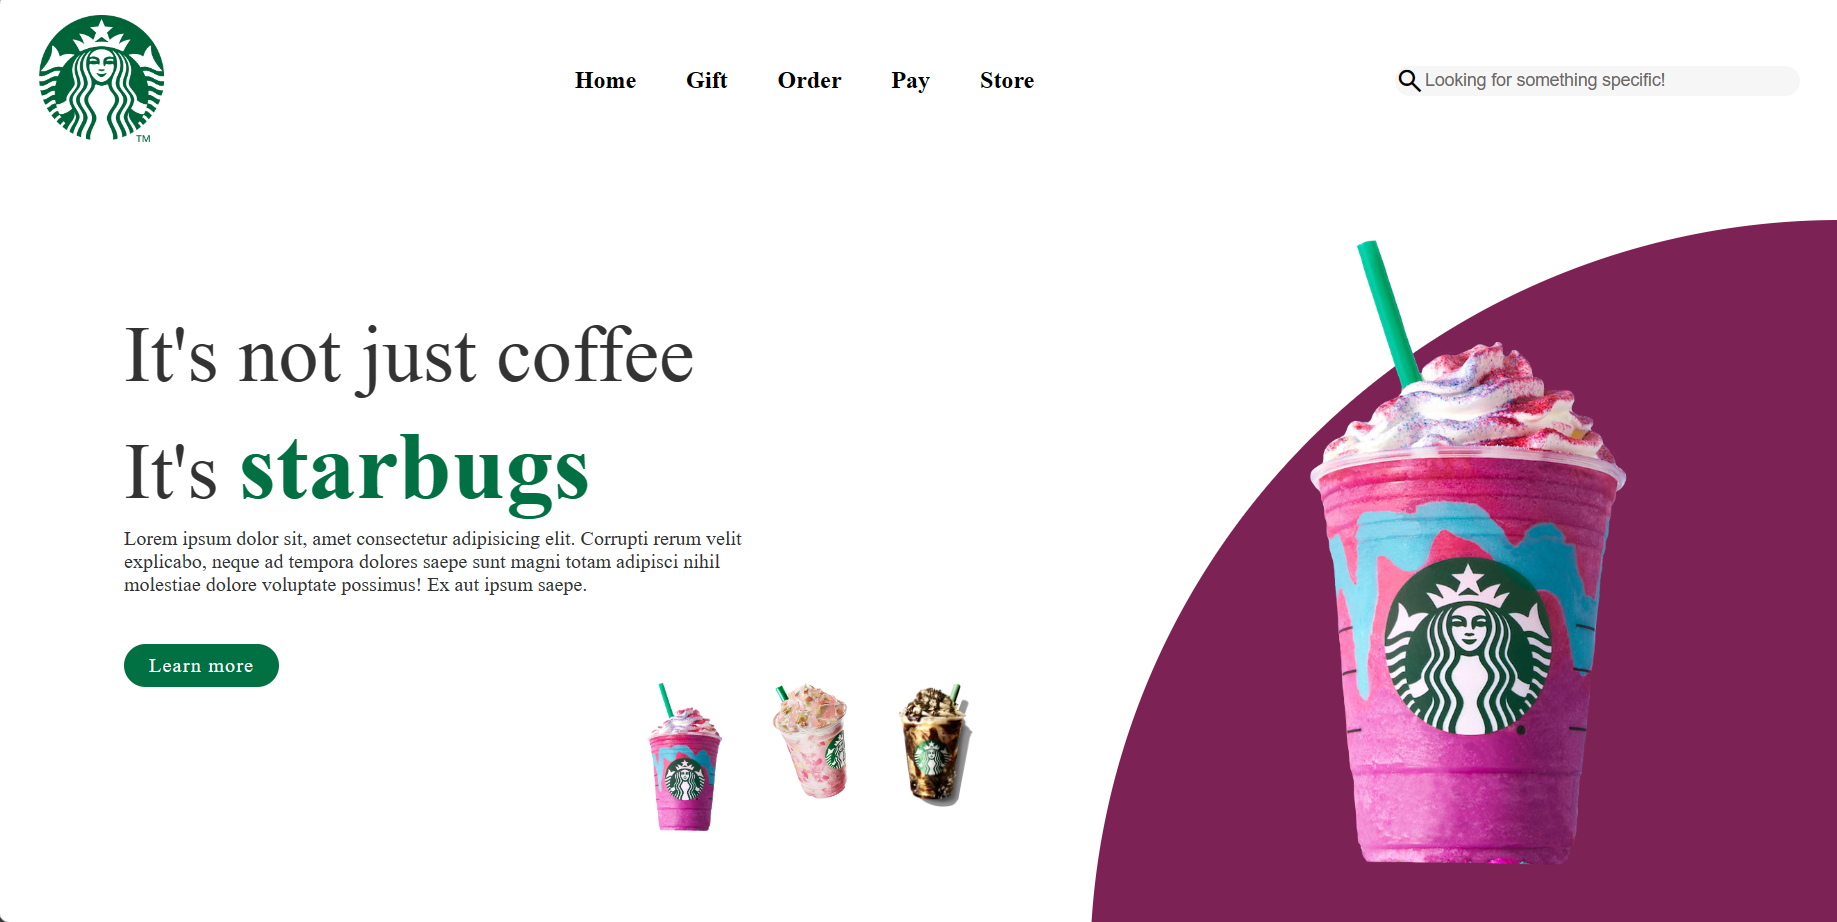 TM
Home Gift Order Pay Store
Looking for something specific!
It's not just coffee
It's starbugs
Lorem ipsum dolor sit, amet consectetur adipisicing elit. Corrupti rerum velit
explicabo, neque ad tempora dolores saepe sunt magni totam adipisci nihil
molestiae dolore voluptate possimus! Ex aut ipsum saepe.
Learn more